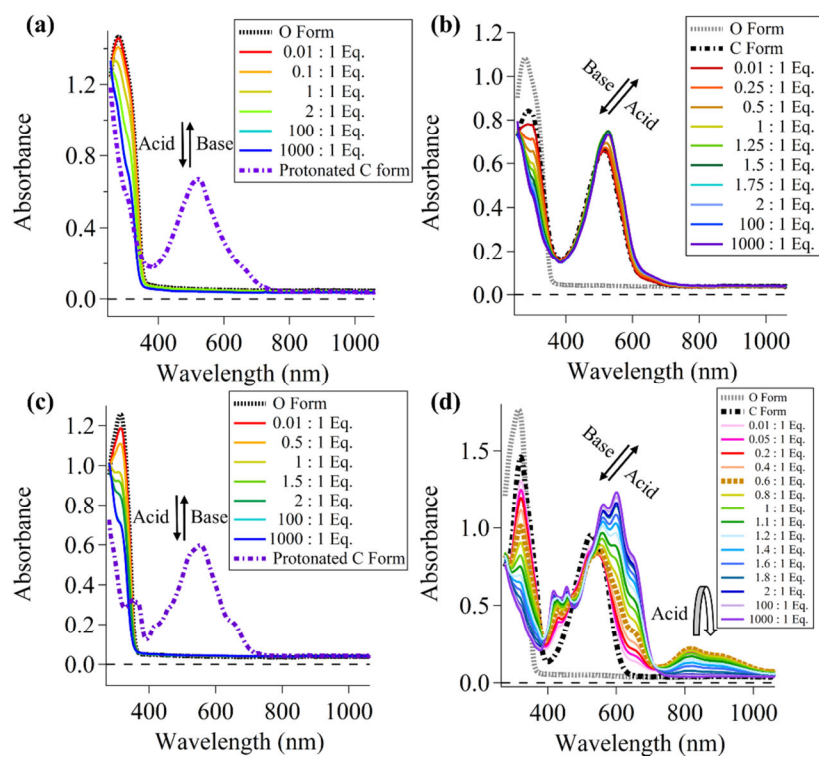 (a)
Absorbance
1.2
0.8
0.4
0.0
O Form
0.01 : 1 Eq.
0.1 : 1 Eq.
1 : 1 Eq.
2 : 1 Eq.
100 : 1 Eq.
1000 : 1 Eq.
Protonated C form
Acid
Base
400 600 800 1000
Wavelength (nm)
(b)
Absorbance
1.2
1.0
0.8
0.6
0.4
0.2
0.0
Base
Acid
O Form
C Form
0.01 : 1 Eq.
0.25 : 1 Eq.
0.5 : 1 Eq.
1 : 1 Eq.
1.25 : 1 Eq.
1.5 : 1 Eq.
1.75 : 1 Eq.
2 : 1 Eq.
100 : 1 Eq.
1000 : 1 Eq.
400 600 800 1000
Wavelength (nm)
(c)
Absorbance
1.2
1.0
0.8
0.6
0.4
0.2
0.0
O Form
0.01 : 1 Eq.
0.5 : 1 Eq.
1 : 1 Eq.
1.5 : 1 Eq.
2 : 1 Eq.
100 : 1 Eq.
1000 : 1 Eq.
Protonated C Form
Acid
Base
400 600 800 1000
Wavelength (nm)
(d)
Absorbance
1.5
1.0
0.5
0.0
Base
Acid
Acid
O Form
C Form
0.01 : 1 Eq.
0.05 : 1 Eq.
0.2 : 1 Eq.
0.4 : 1 Eq.
0.6 : 1 Eq.
0.8 : 1 Eq.
1 : 1 Eq.
1.1 : 1 Eq.
1.2 : 1 Eq.
1.4 : 1 Eq.
1.6 : 1 Eq.
1.8 : 1 Eq.
2 : 1 Eq.
100 : 1 Eq.
1000 : 1 Eq.
400 600 800 1000
Wavelength (nm)